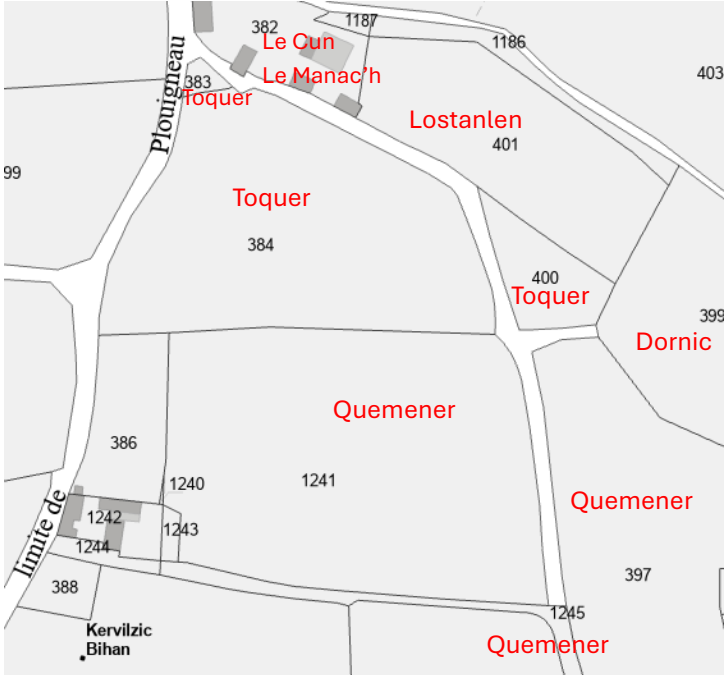 1187
382
Le Cun
1186
403
Le Manac'h
383
Toquer
Plouigneau
Lostanlen
401
99
Toquer
384
400
Toquer
399
Dornic
Quemener
386
1240
1241
Quemener
1242
1243
1244
limite de
397
388
1245
Kervilzic
Bihan
Quemener